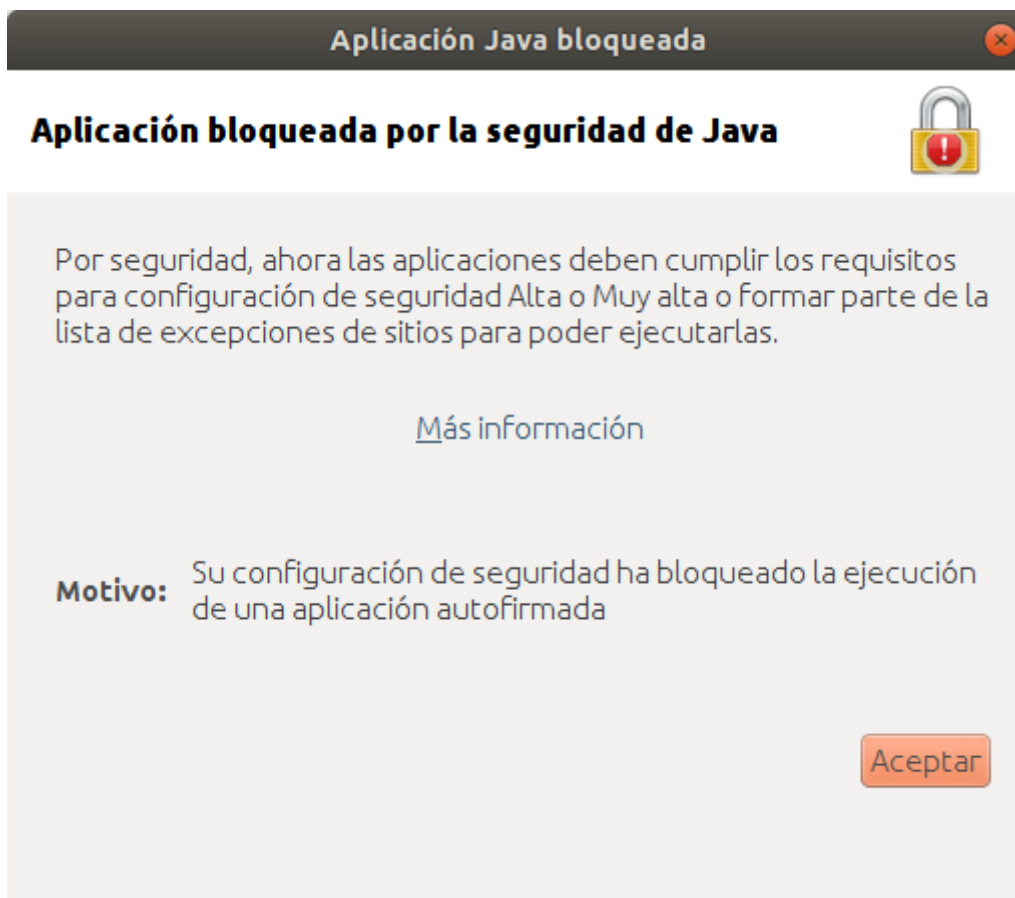 Aplicación Java bloqueada
Aplicación bloqueada por la seguridad de Java
Por seguridad, ahora las aplicaciones deben cumplir los requisitos
para configuración de seguridad Alta o Muy alta o formar parte de la
lista de excepciones de sitios para poder ejecutarlas.
Más información
Motivo: Su configuración de seguridad ha bloqueado la ejecución
de una aplicación autofirmada
Aceptar